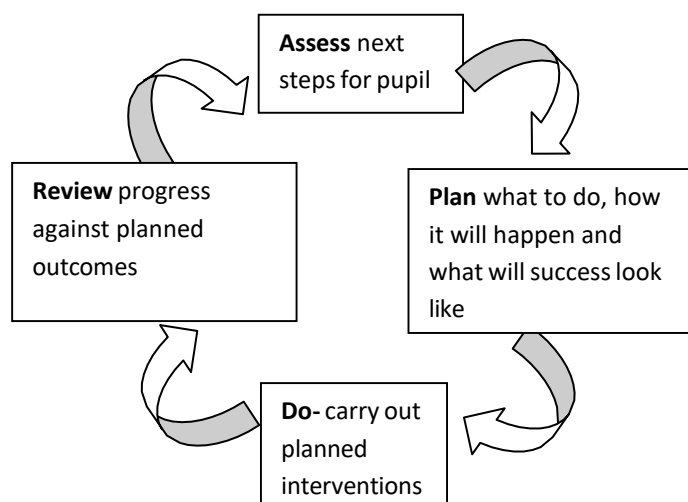 Assess next
steps for pupil
Plan what to do, how
it will happen and
what will success look
like
Do- carry out
planned
interventions
Review progress
against planned
outcomes